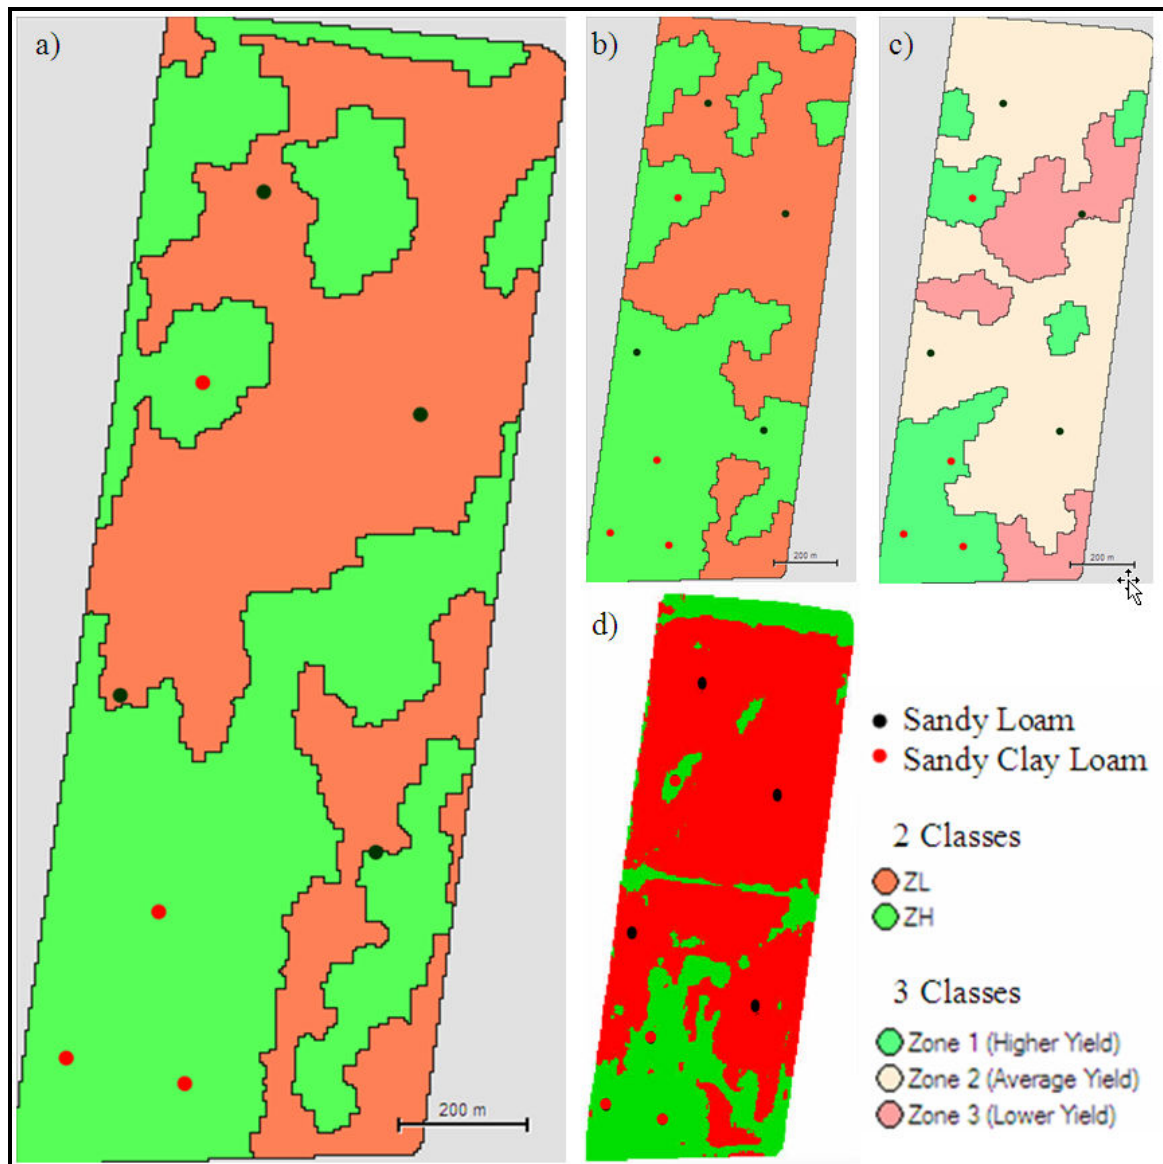 a)
b)
c)
200 m
200 m
d)
Sandy Loam
Sandy Clay Loam
2 Classes
ZL
ZH
3 Classes
Zone 1 (Higher Yield)
Zone 2 (Average Yield)
Zone 3 (Lower Yield)
200 m